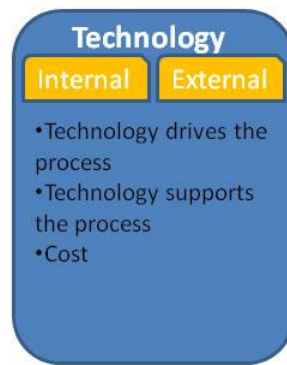 Technology
Internal External
•Technology drives the
process
•Technology supports
the process
•Cost